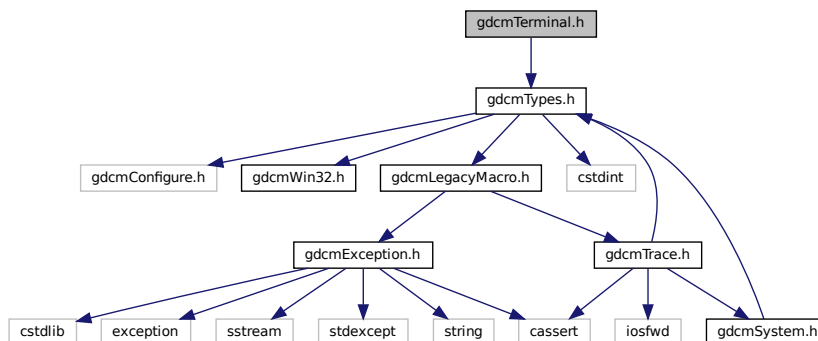 gdcmTerminal.h
gdcmTypes.h
gdcmConfigure.h
gdcmWin32.h
gdcmLegacyMacro.h
cstdint
gdcmException.h
gdcmTrace.h
cstdlib
exception
sstream
stdexcept
string
cassert
iosfwd
gdcmSystem.h